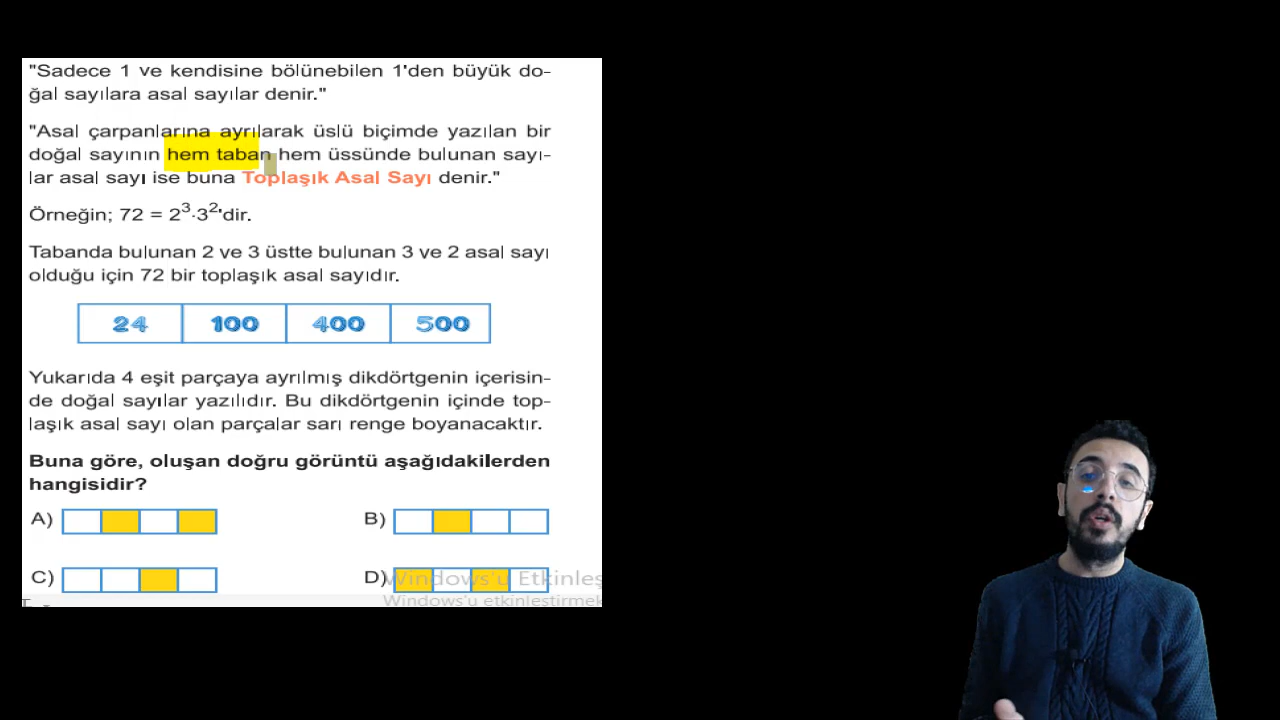 "Sadece 1 ve kendisine bölünebilen 1'den büyük do-
ğal sayılara asal sayılar denir."
"Asal çarpanlarına ayrılarak üslü biçimde yazılan bir
doğal sayının hem taban hem üssünde bulunan sayı-
lar asal sayı ise buna Toplaşık Asal Sayı denir."
Örneğin; 72 = 2³·3²'dir.
Tabanda bulunan 2 ve 3 üstte bulunan 3 ve 2 asal sayı
olduğu için 72 bir toplaşık asal sayıdır.
24 100 400 500
Yukarıda 4 eşit parçaya ayrılmış dikdörtgenin içerisin-
de doğal sayılar yazılıdır. Bu dikdörtgenin içinde top-
laşık asal sayı olan parçalar sarı renge boyanacaktır.
Buna göre, oluşan doğru görüntü aşağıdakilerden
hangisidir?
A) B)
C) D)
Windows'u Etkinleş
Windows'u etkinleştirmek